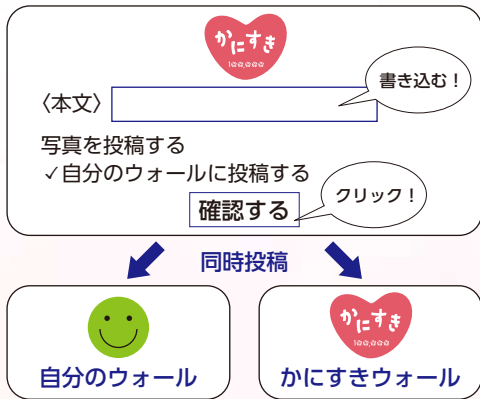 かにすき
書き込む！
〈本文〉
写真を投稿する
✓自分のウォールに投稿する
クリック！
確認する
同時投稿
自分のウォール
かにすき
かにすきウォール